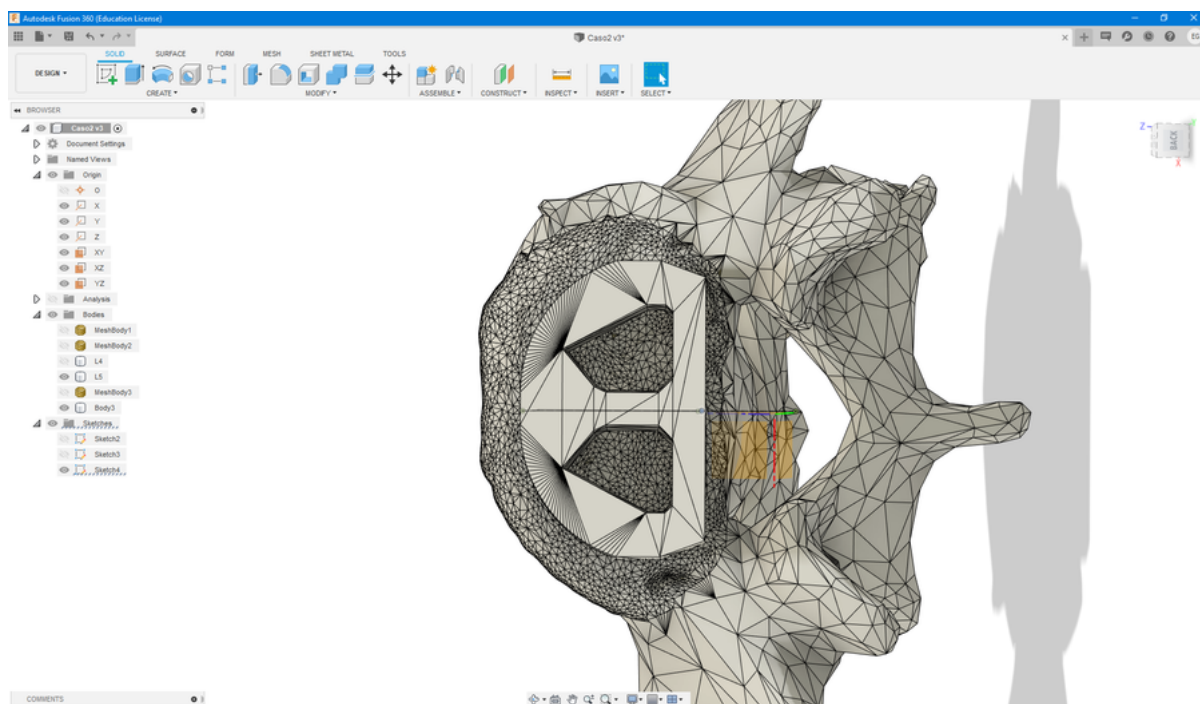 Autodesk Fusion 360 (Education License)
Caso2 v3*
SOLID SURFACE FORM MESH SHEET METAL TOOLS
DESIGN
CREATE MODIFY ASSEMBLE CONSTRUCT INSPECT INSERT SELECT
BROWSER
Caso2 v3
Document Settings
Named Views
Origin
O
X
Y
Z
XY
XZ
YZ
Analysis
Bodies
MeshBody1
MeshBody2
L4
L5
MeshBody3
Body3
Sketches
Sketch2
Sketch3
Sketch4
Z
BACK
X
COMMENTS